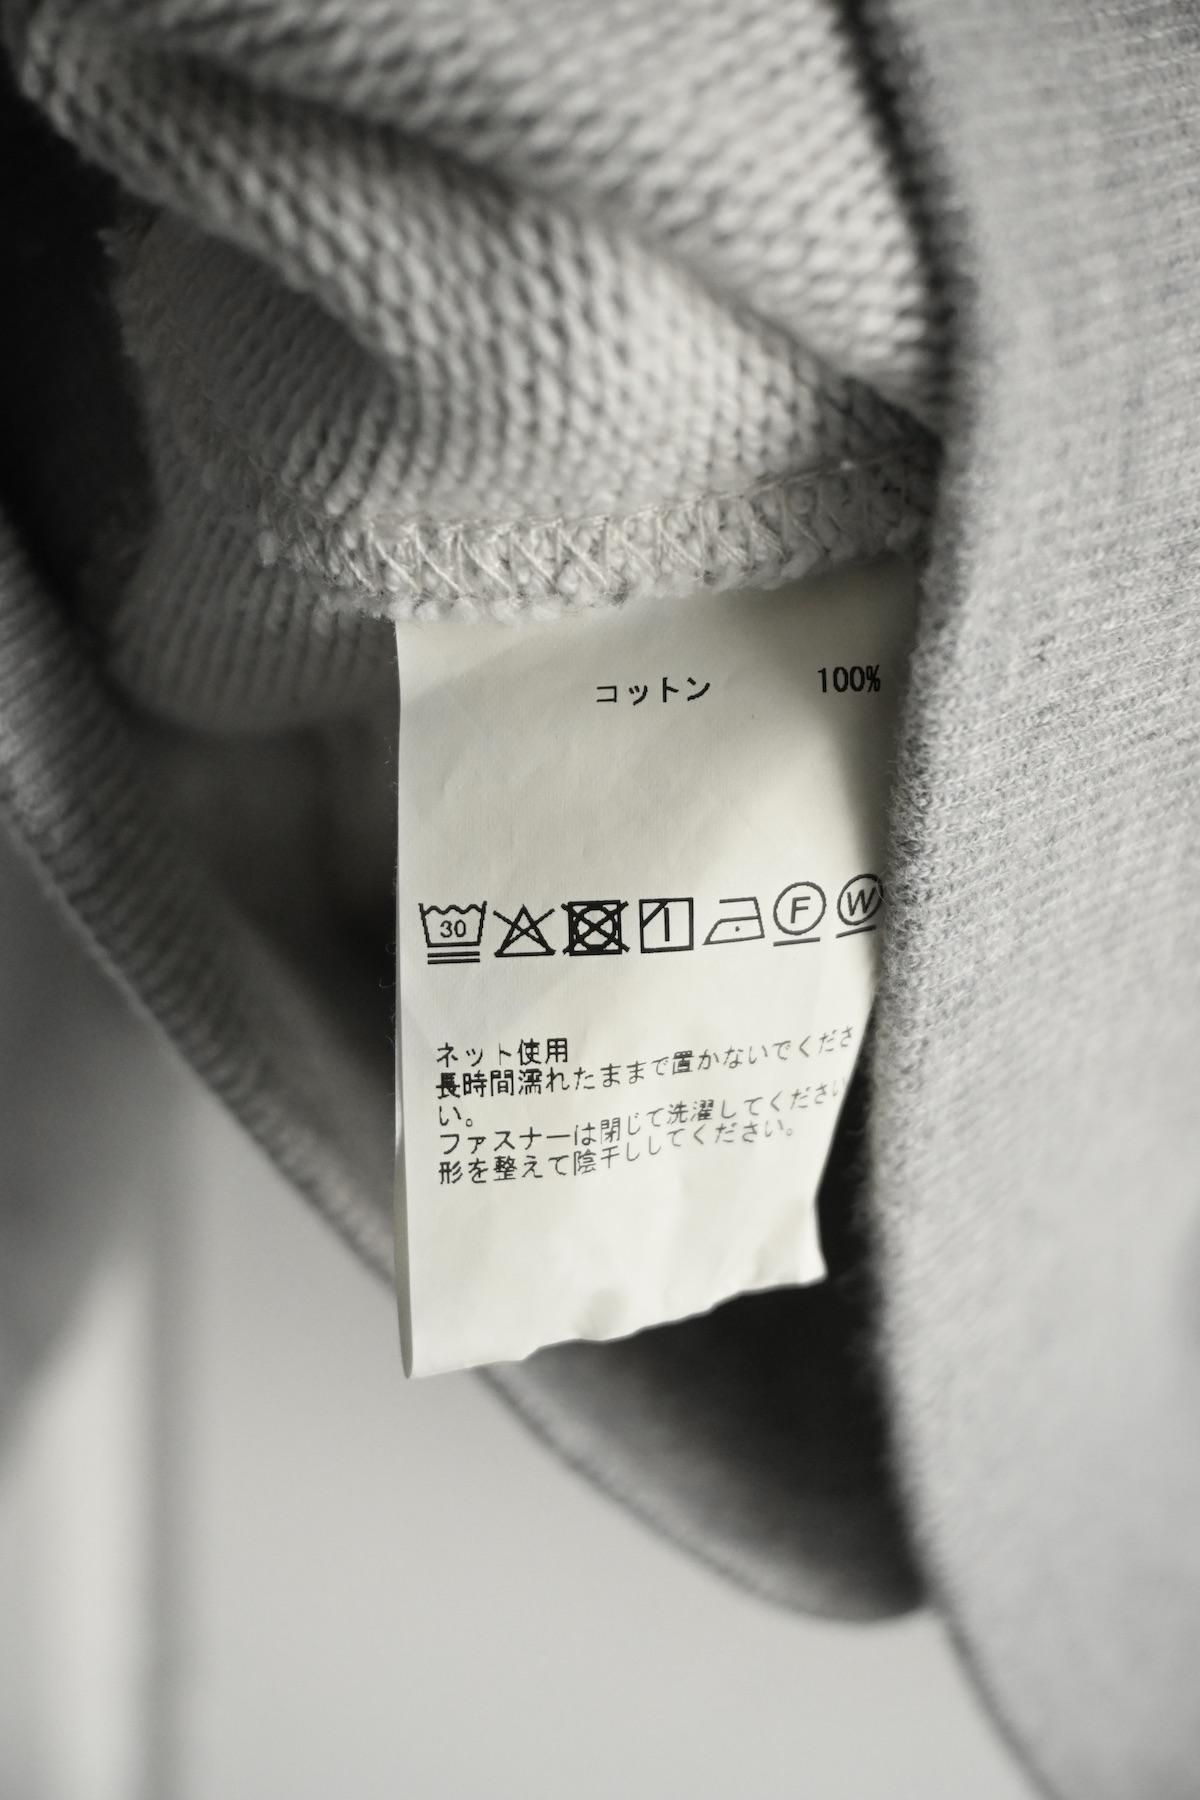 コットン 100%
30 F W
ネット使用
長時間濡れたままで置かないでくださ
い。
ファスナーは閉じて洗濯してください
形を整えて陰干ししてください。